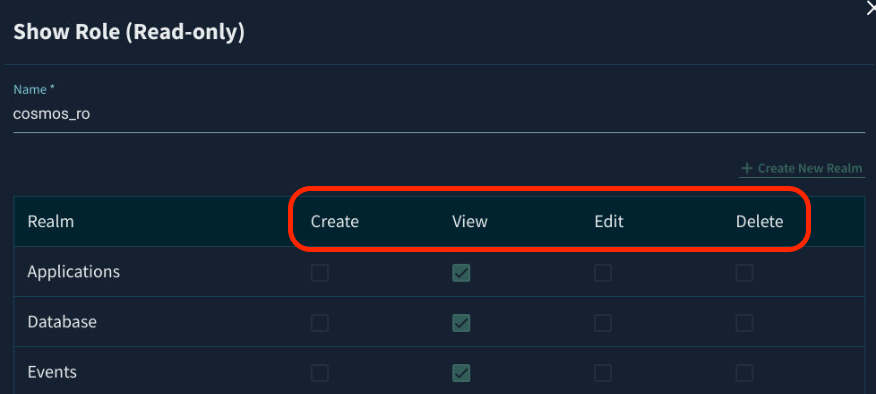 Show Role (Read-only)
Name *
cosmos_ro
+ Create New Realm
Realm Create View Edit Delete
Applications
Database
Events